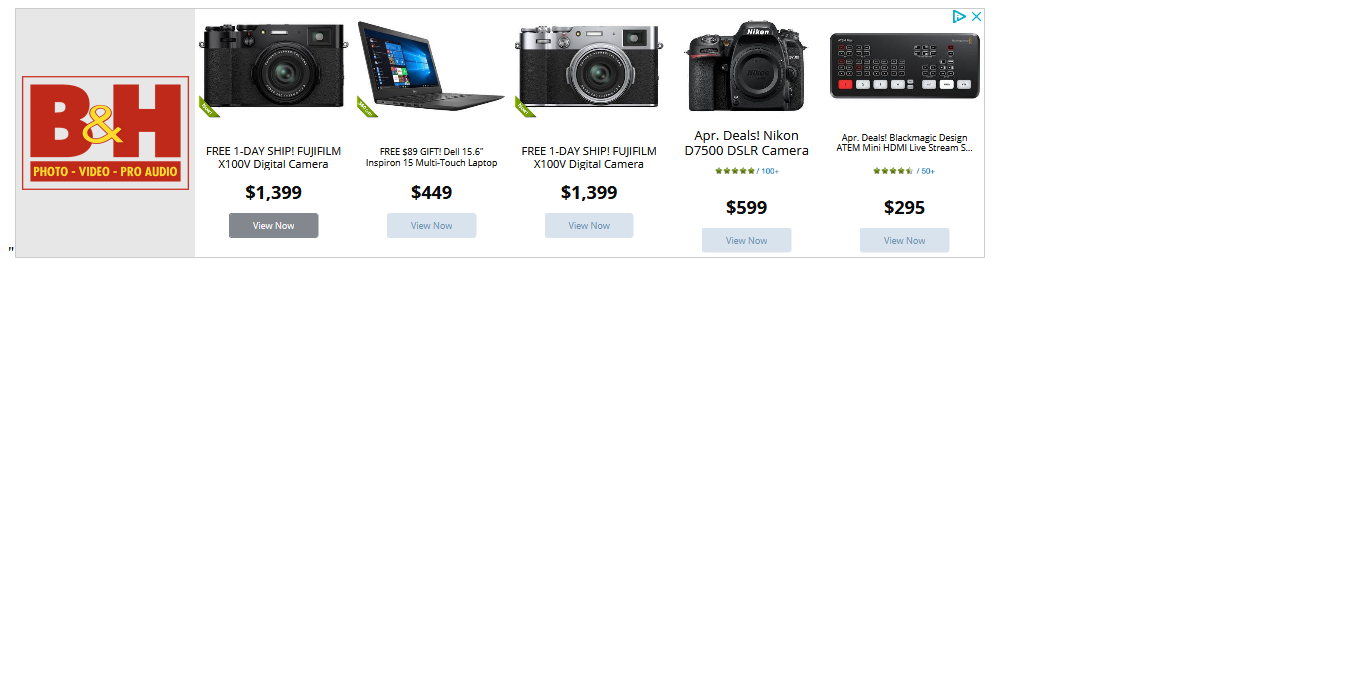 B&H
PHOTO - VIDEO - PRO AUDIO
"
FREE 1-DAY SHIP! FUJIFILM
X100V Digital Camera
$1,399
View Now
FREE $89 GIFT! Dell 15.6"
Inspiron 15 Multi-Touch Laptop
$449
View Now
FREE 1-DAY SHIP! FUJIFILM
X100V Digital Camera
$1,399
View Now
Nikon
Apr. Deals! Nikon
D7500 DSLR Camera
/ 100+
$599
View Now
Apr. Deals! Blackmagic Design
ATEM Mini HDMI Live Stream S...
/ 50+
$295
View Now